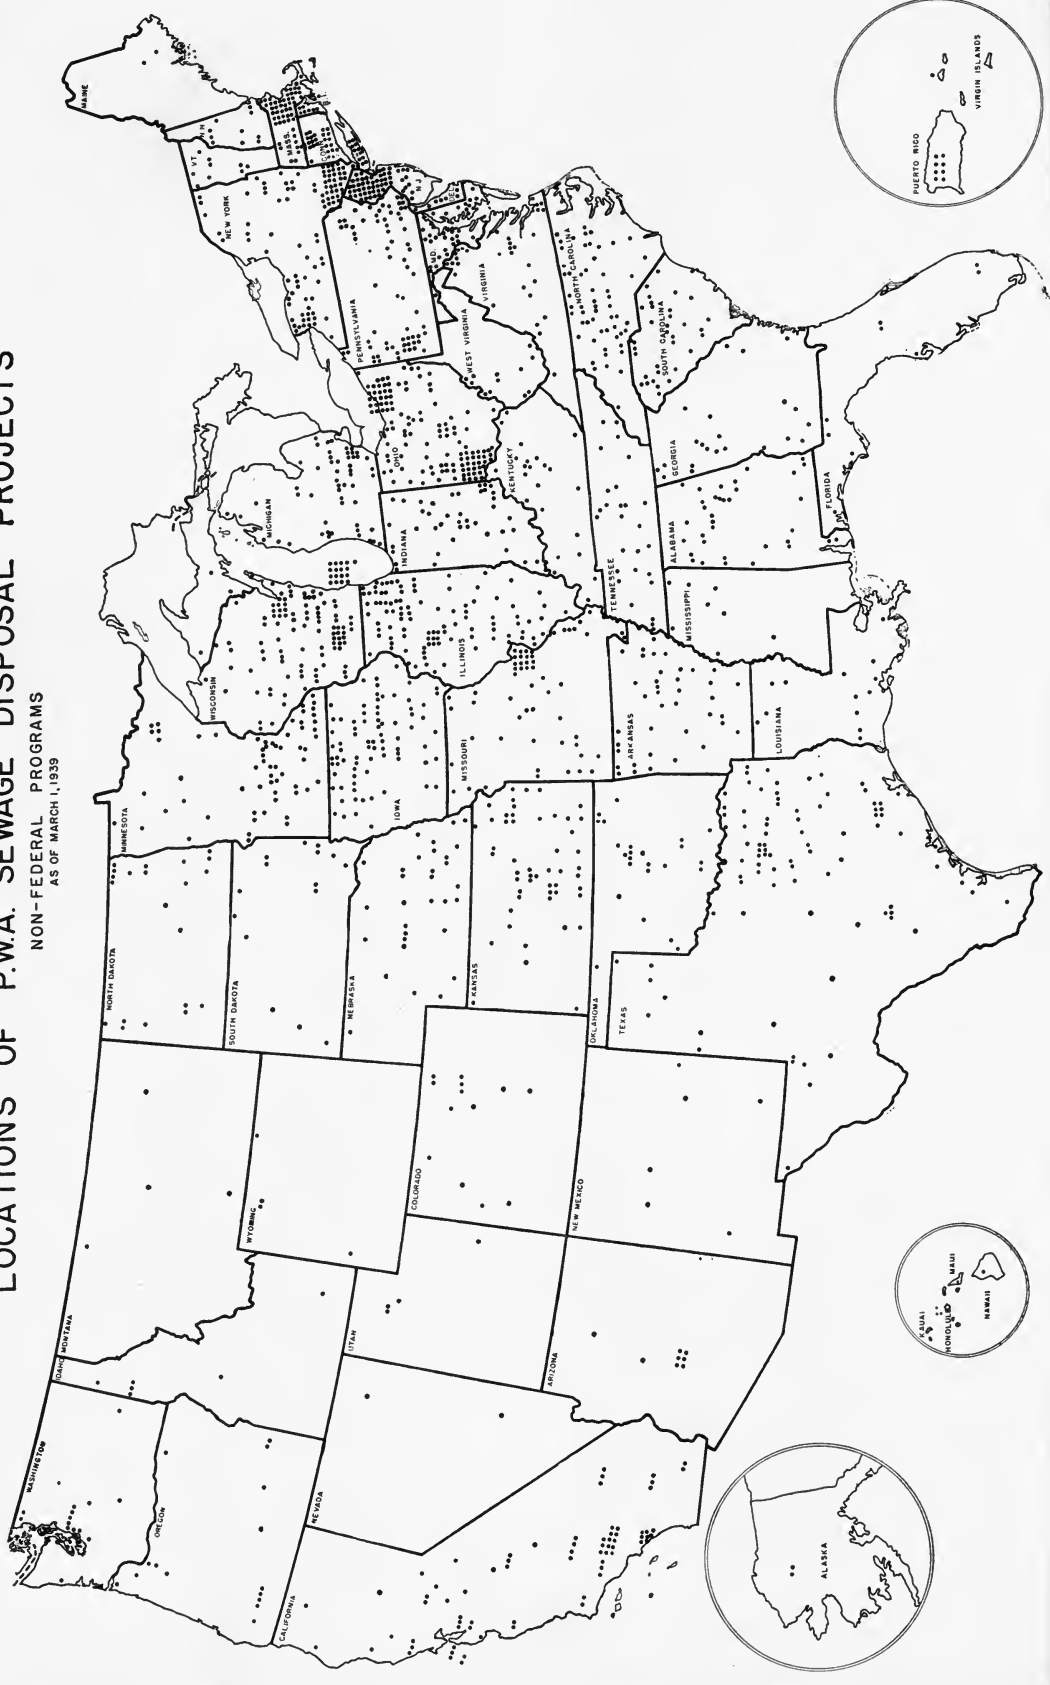 LOCATIONS OF P.W.A. SEWAGE DISPOSAL PROJECTS
NON-FEDERAL PROGRAMS
AS OF MARCH 1, 1939
WASHINGTON
IDAHO
MONTANA
NORTH DAKOTA
MINNESOTA
WISCONSIN
MICHIGAN
NEW YORK
VT.
N.H.
MAINE
MASS.
CONN.
OREGON
WYOMING
SOUTH DAKOTA
IOWA
ILLINOIS
INDIANA
OHIO
PENNSYLVANIA
N.J.
DEL.
MD.
NEVADA
UTAH
COLORADO
NEBRASKA
KANSAS
MISSOURI
KENTUCKY
WEST VIRGINIA
VIRGINIA
CALIFORNIA
ARIZONA
NEW MEXICO
OKLAHOMA
TEXAS
ARKANSAS
TENNESSEE
NORTH CAROLINA
SOUTH CAROLINA
LOUISIANA
MISSISSIPPI
ALABAMA
GEORGIA
FLORIDA
ALASKA
KAUAI
HONOLULU
MAUI
HAWAII
PUERTO RICO
VIRGIN ISLANDS